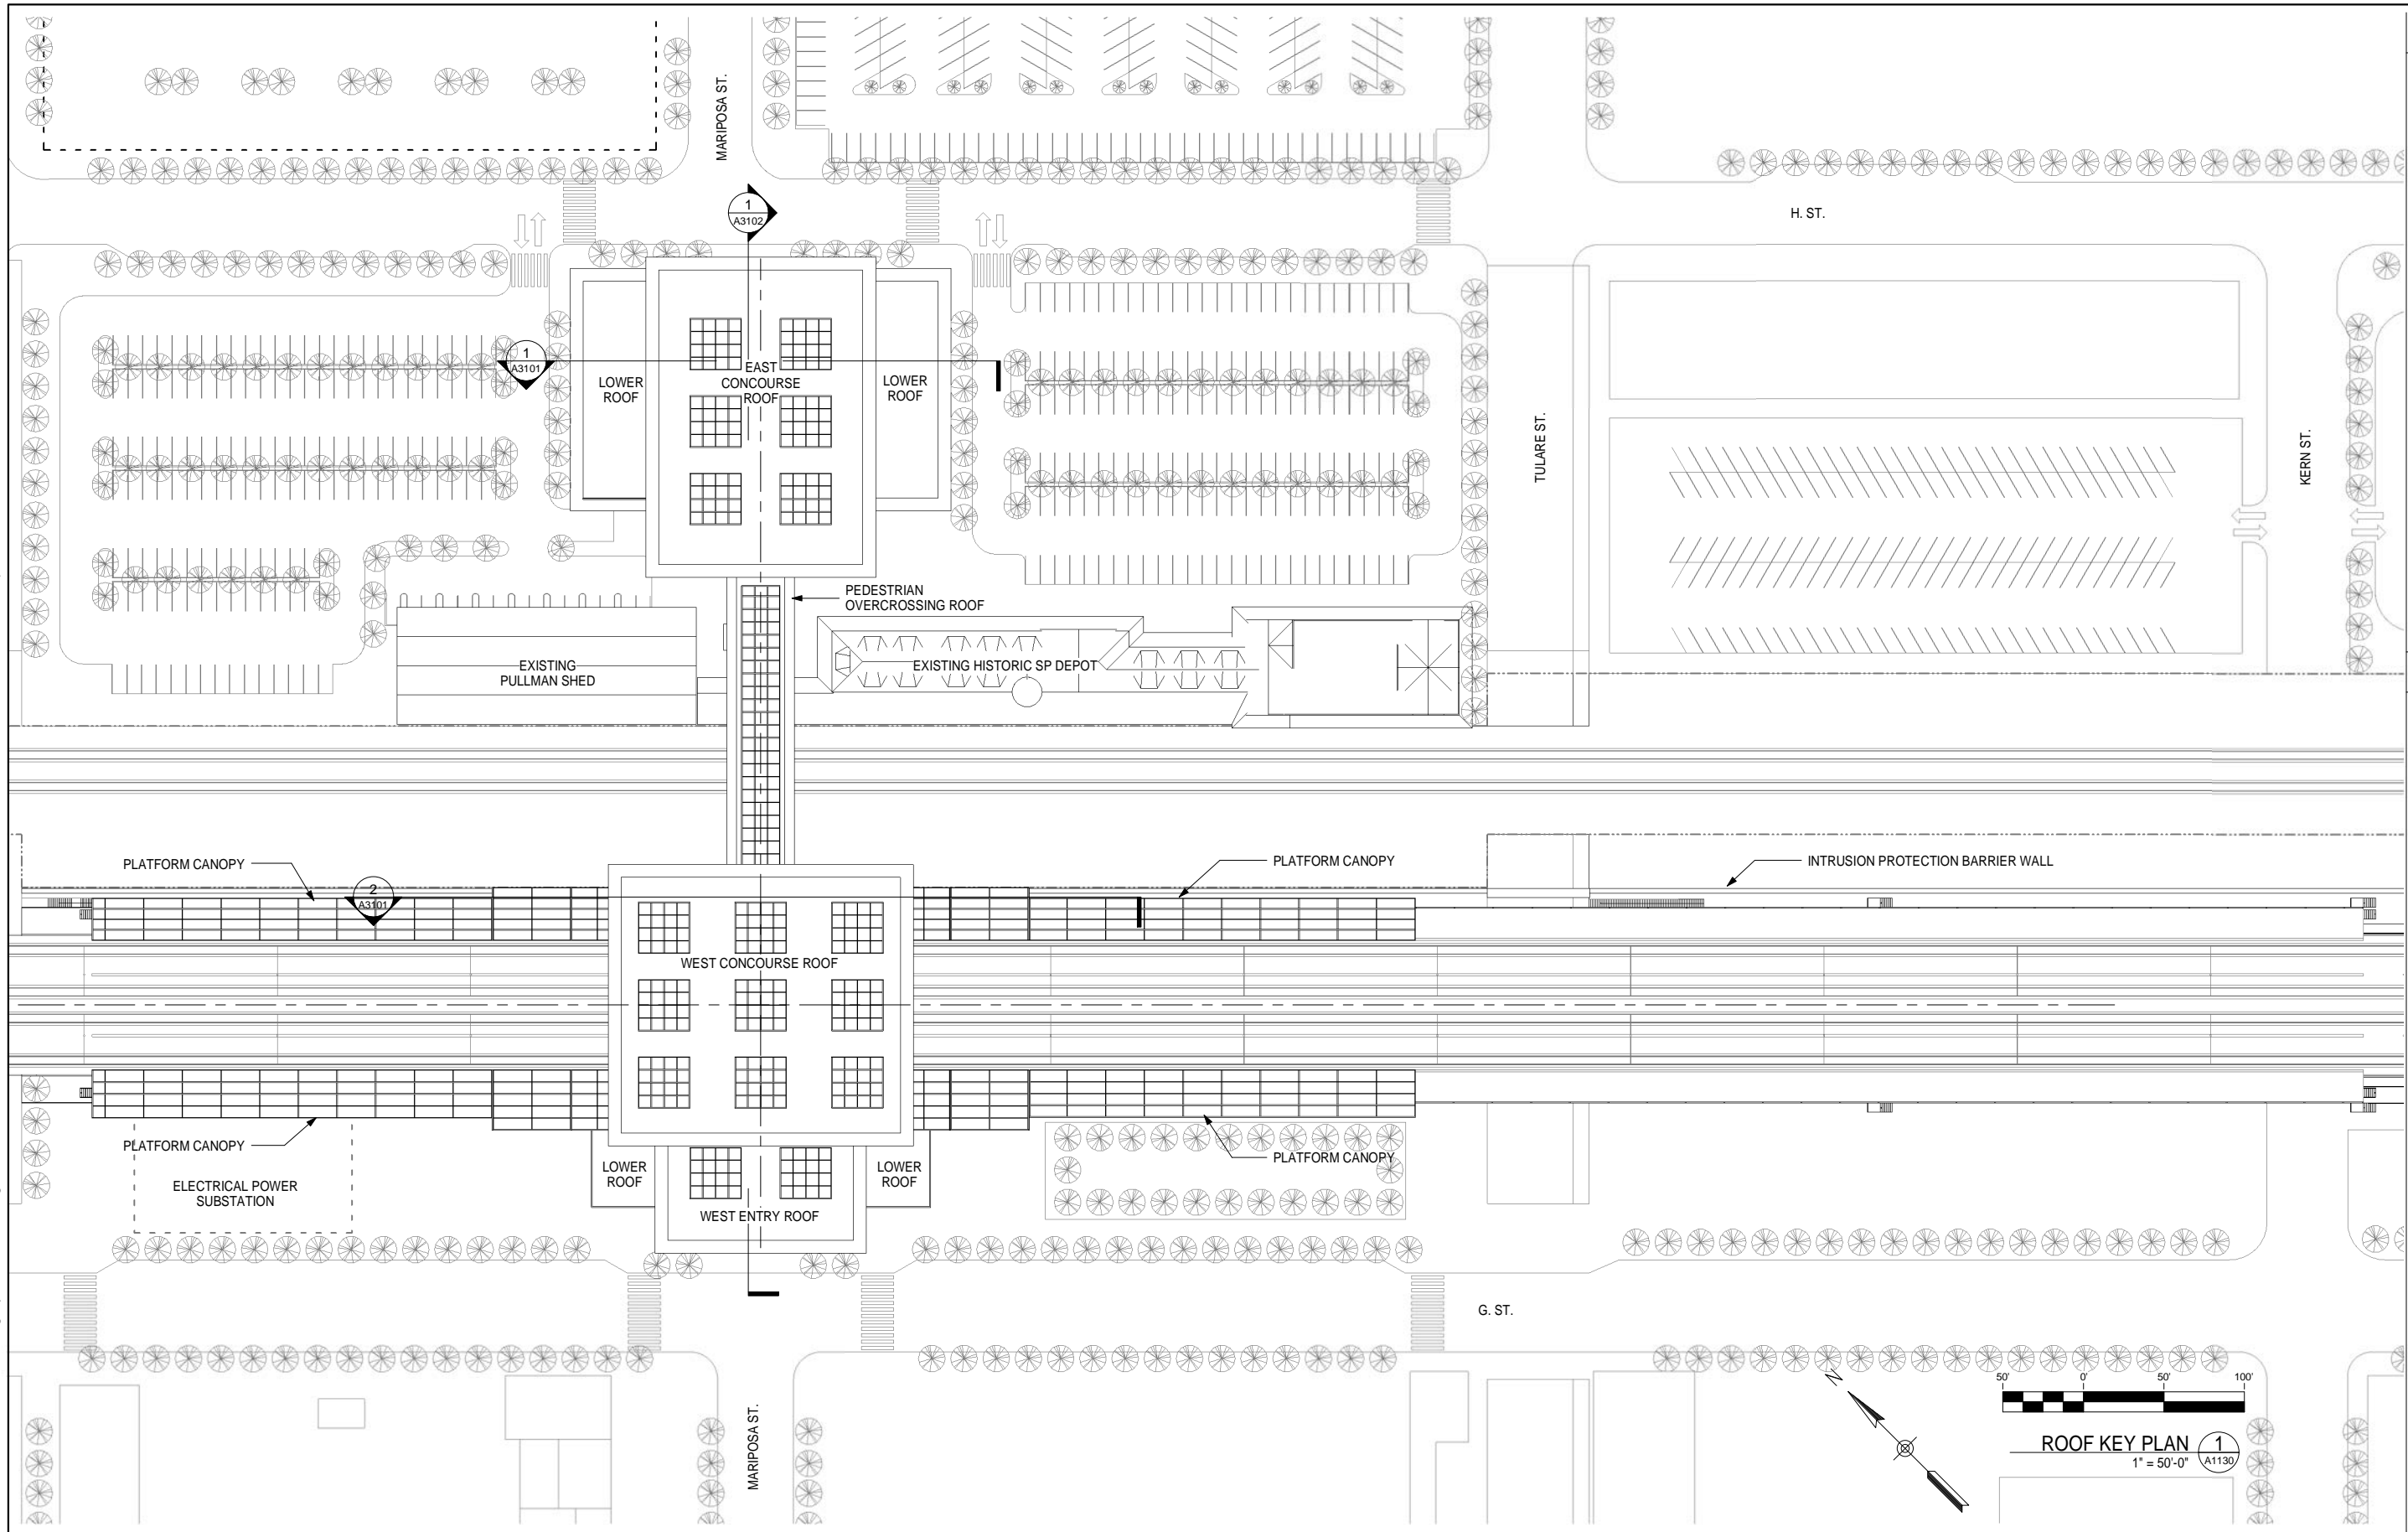 MARIPOSA ST.
1
A3102
H. ST.
1
A3101
LOWER
ROOF
EAST
CONCOURSE
ROOF
LOWER
ROOF
TULARE ST.
KERN ST.
PEDESTRIAN
OVERCROSSING ROOF
EXISTING
PULLMAN SHED
EXISTING HISTORIC SP DEPOT
PLATFORM CANOPY
PLATFORM CANOPY
INTRUSION PROTECTION BARRIER WALL
2
A3101
WEST CONCOURSE ROOF
PLATFORM CANOPY
PLATFORM CANOPY
LOWER
ROOF
LOWER
ROOF
ELECTRICAL POWER
SUBSTATION
WEST ENTRY ROOF
G. ST.
MARIPOSA ST.
N
50' 0' 50' 100'
ROOF KEY PLAN
1" = 50'-0"
1
A1130